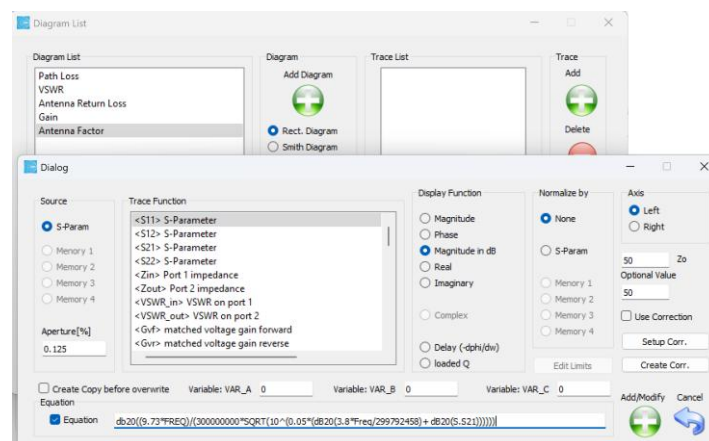 Diagram List
Diagram List
Path Loss
VSWR
Antenna Return Loss
Gain
Antenna Factor
Diagram
Add Diagram
Rect. Diagram
Smith Diagram
Trace List
Trace
Add
Delete
Dialog
Source
S-Param
Menory 1
Memory 2
Memory 3
Memory 4
Aperture[%]
0.125
Trace Function
<S11> S-Parameter
<S12> S-Parameter
<S21> S-Parameter
<S22> S-Parameter
<Zin> Port 1 impedance
<Zout> Port 2 impedance
<VSWR_in> VSWR on port 1
<VSWR_out> VSWR on port 2
<Gvf> matched voltage gain forward
<Gvr> matched voltage gain reverse
Display Function
Magnitude
Phase
Magnitude in dB
Real
Imaginary
Complex
Delay (-dphi/dw)
loaded Q
Normalize by
None
S-Param
Menory 1
Memory 2
Memory 3
Memory 4
Edit Limits
Axis
Left
Right
50 Zo
Optional Value
50
Use Correction
Setup Corr.
Create Corr.
Create Copy before overwrite Variable: VAR_A 0 Variable: VAR_B 0 Variable: VAR_C 0
Add/Modify Cancel
Equation
Equation db20((9.73*FREQ)/(300000000*SQRT(10^(0.05*(dB20(3.8*Freq/299792458)+ dB20(S.S21))))))